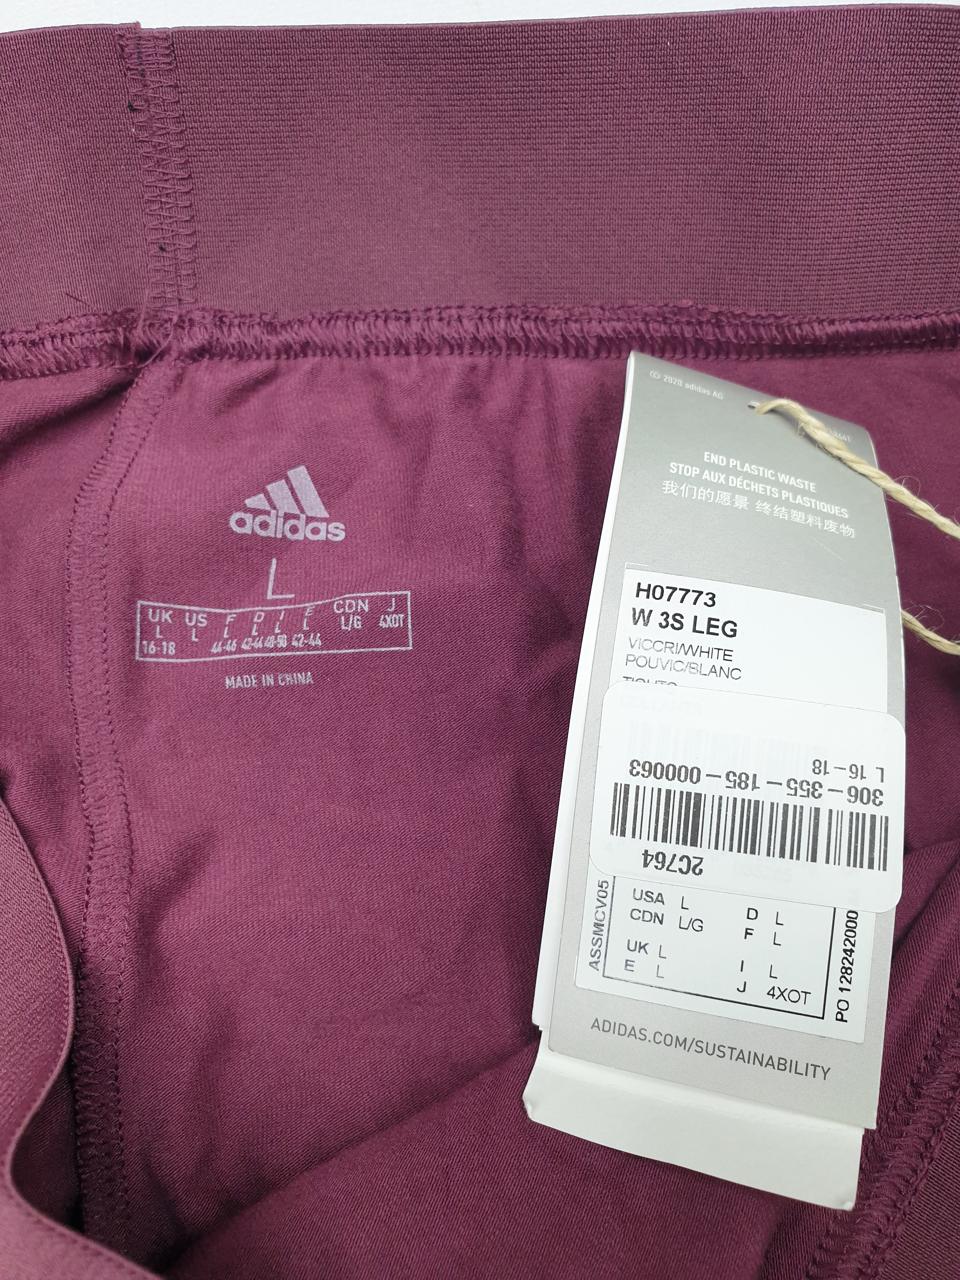 adidas
L
UK US F D I E CDN J
L L L L L L L/G 4XOT
16-18 44-46 42-44 48-50 42-44
MADE IN CHINA
© 2020 adidas AG
END PLASTIC WASTE
STOP AUX DÉCHETS PLASTIQUES
我们的愿景 终结塑料废物
H07773
W 3S LEG
VICCRI/WHITE
POUVIC/BLANC
TIGHTS
L 16-18
306-355-185-000063
2C764
USA L D L
CDN L/G F L
UK L I L
E L J 4XOT
ASSMCV05
PO 128242000
ADIDAS.COM/SUSTAINABILITY